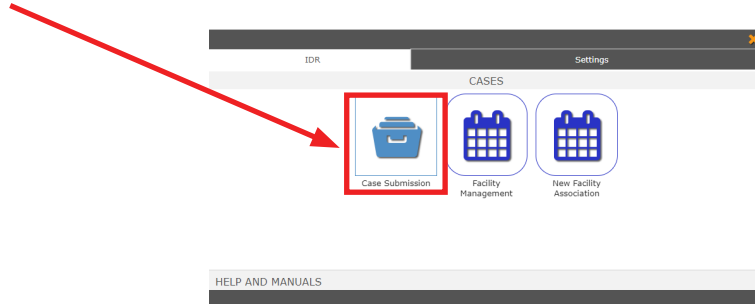 IDR
Settings
CASES
Case Submission
Facility
Management
New Facility
Association
HELP AND MANUALS